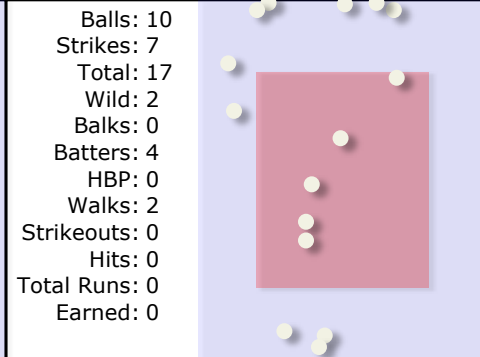 Balls: 10
Strikes: 7
Total: 17
Wild: 2
Balks: 0
Batters: 4
HBP: 0
Walks: 2
Strikeouts: 0
Hits: 0
Total Runs: 0
Earned: 0